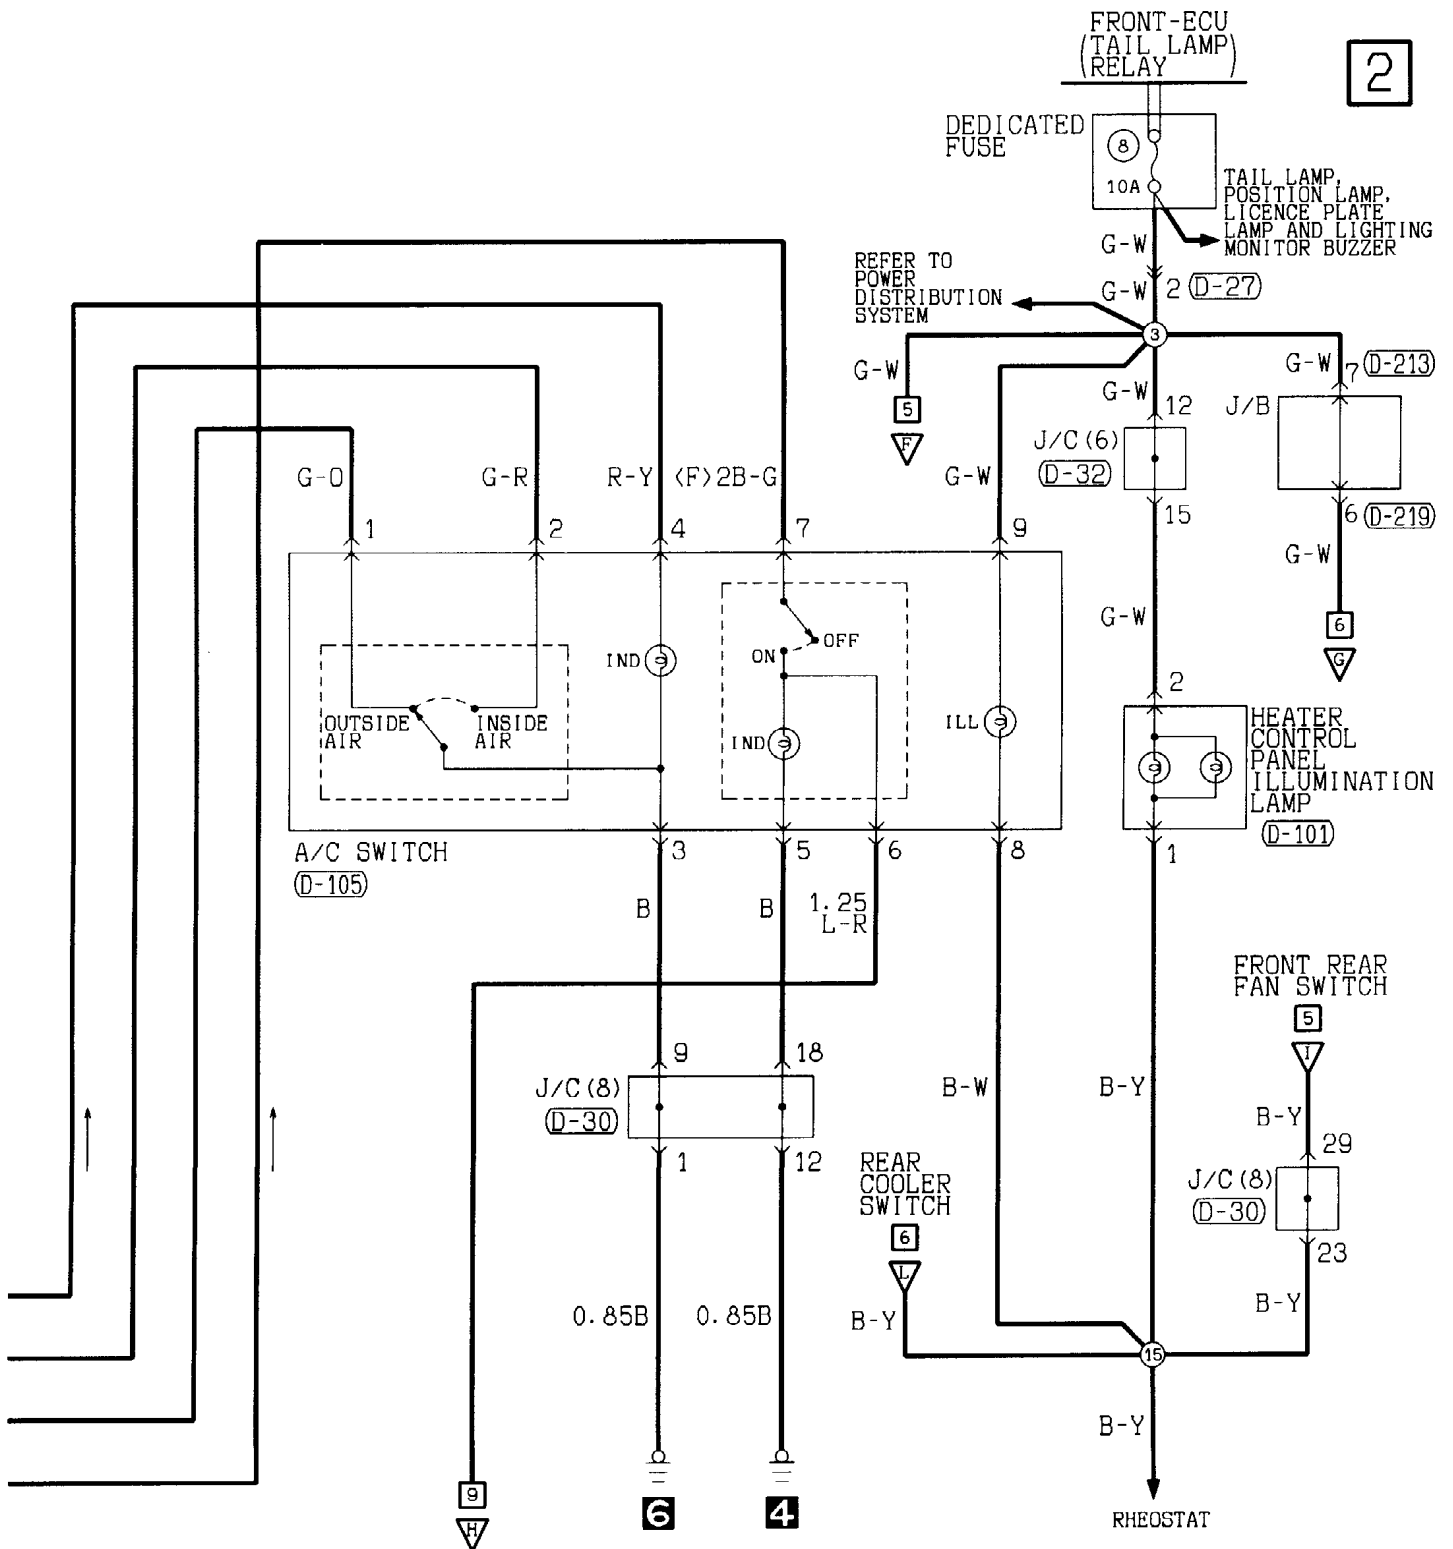 FRONT-ECU
(TAIL LAMP)
RELAY
2
DEDICATED
FUSE
8
10A
TAIL LAMP,
POSITION LAMP,
LICENCE PLATE
LAMP AND LIGHTING
MONITOR BUZZER
G-W
REFER TO
POWER
DISTRIBUTION
SYSTEM
G-W
2
D-27
3
G-W
5
F
G-W
12
J/C(6)
D-32
15
G-W
7
D-213
J/B
6
D-219
G-W
6
G
G-O
G-R
R-Y
(F)2B-G
G-W
1
2
4
7
9
G-W
OUTSIDE
AIR
INSIDE
AIR
IND
ON
OFF
IND
ILL
2
HEATER
CONTROL
PANEL
ILLUMINATION
LAMP
D-101
1
A/C SWITCH
D-105
3
5
6
8
B
B
1.25
L-R
FRONT REAR
FAN SWITCH
5
I
9
18
J/C(8)
D-30
1
12
B-W
B-Y
B-Y
29
J/C(8)
D-30
23
REAR
COOLER
SWITCH
6
L
B-Y
B-Y
0.85B
0.85B
15
B-Y
9
H
6
4
RHEOSTAT